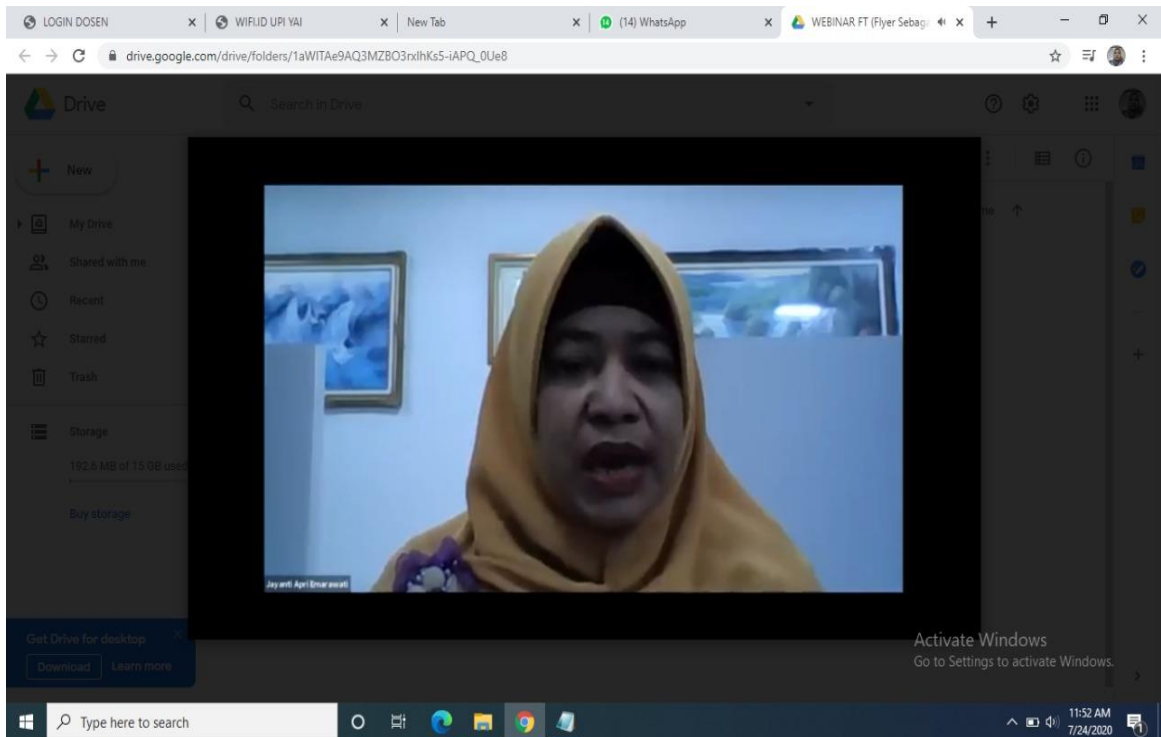 LOGIN DOSEN
WIFI.ID UPI YAI
New Tab
(14) WhatsApp
WEBINAR FT (Flyer Sebaga
drive.google.com/drive/folders/1aWITAe9AQ3MZBO3rxlhKs5-iAPQ_0Ue8
Drive
Search in Drive
New
My Drive
Shared with me
Recent
Starred
Trash
Storage
192.6 MB of 15 GB used
Buy storage
Jayanti Apri Emarawati
Get Drive for desktop
Download Learn more
Activate Windows
Go to Settings to activate Windows.
Type here to search
11:52 AM
7/24/2020
1